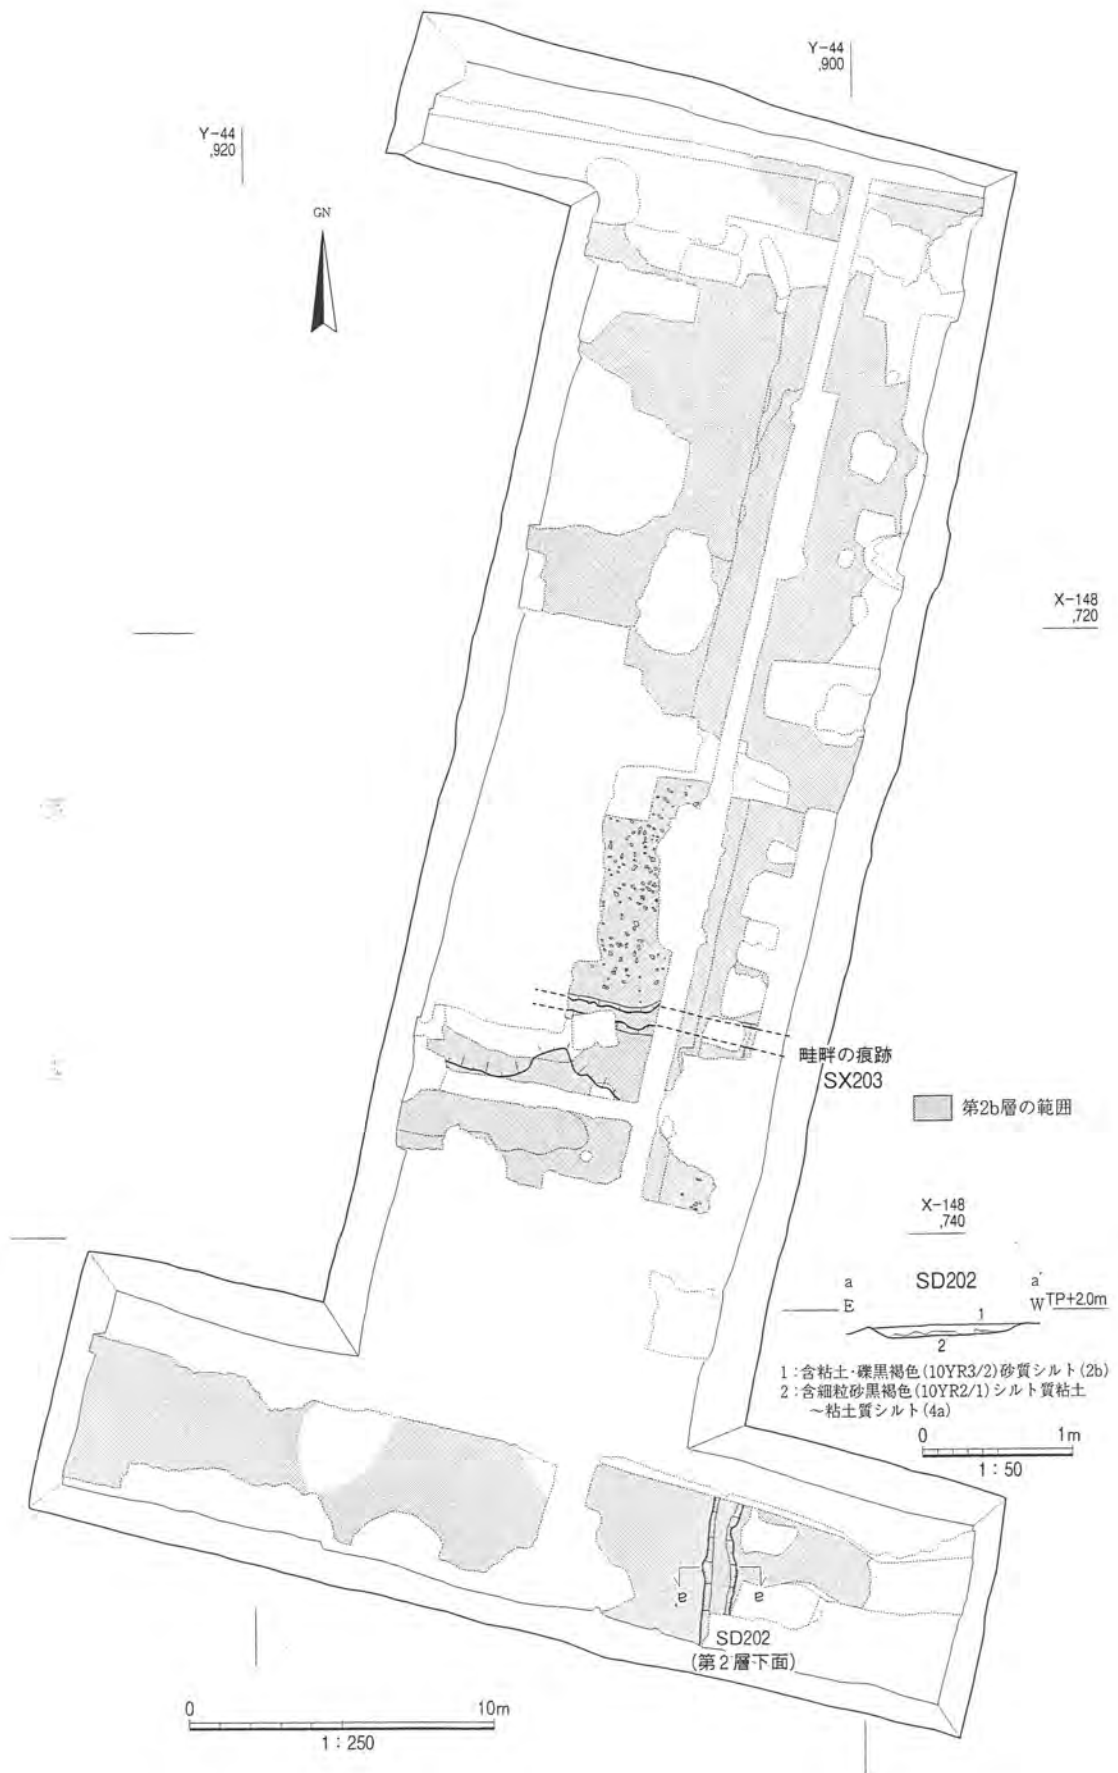 Y-44
,900
Y-44
,920
GN
X-148
,720
畦畔の痕跡
SX203
第2b層の範囲
X-148
,740
a SD202 a'
E W TP+2.0m
1
2
1：含粘土・礫黒褐色(10YR3/2)砂質シルト(2b)
2：含細粒砂黒褐色(10YR2/1)シルト質粘土
～粘土質シルト(4a)
0 1m
1：50
a' a
SD202
(第2層下面)
0 10m
1：250